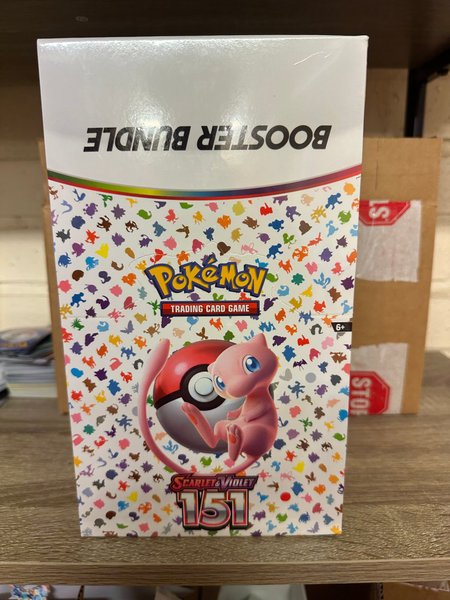 BOOSTER BUNDLE
POKéMON
TRADING CARD GAME
6+
SCARLET & VIOLET
151
STOP